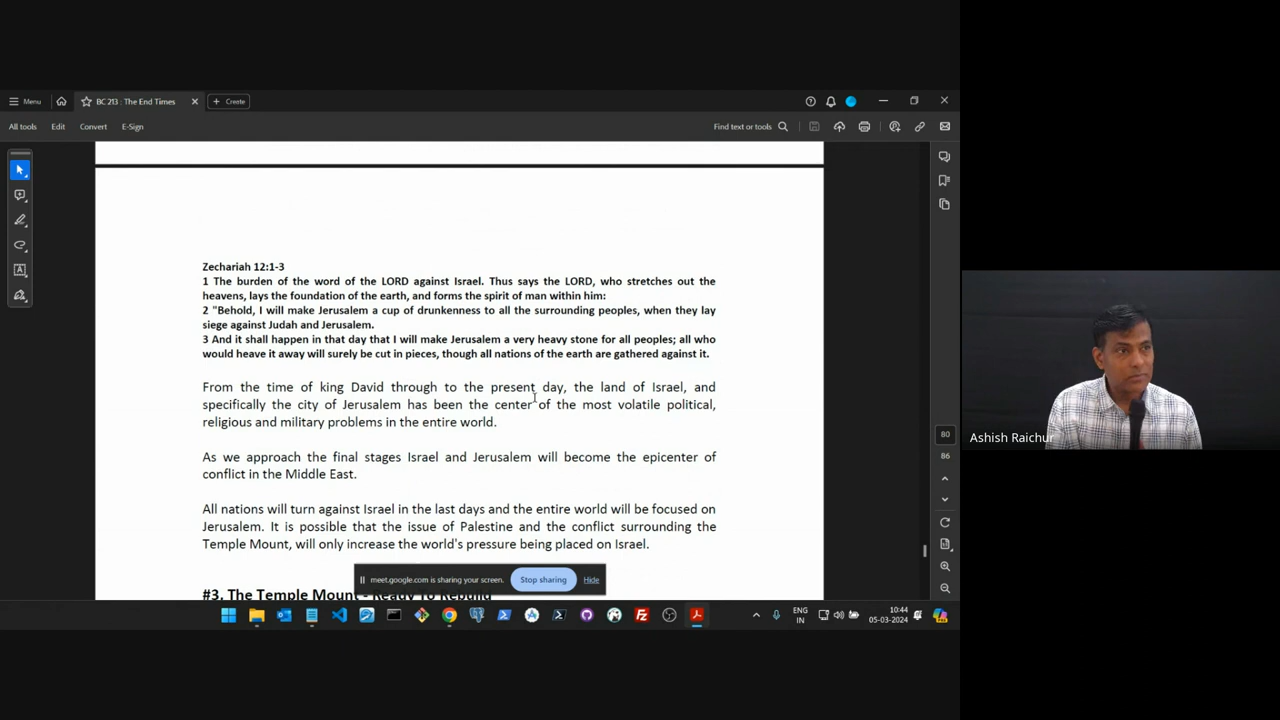 Menu
BC 213 : The End Times
Create
All tools
Edit
Convert
E-Sign
Find text or tools
Zechariah 12:1-3
1 The burden of the word of the LORD against Israel. Thus says the LORD, who stretches out the
heavens, lays the foundation of the earth, and forms the spirit of man within him:
2 "Behold, I will make Jerusalem a cup of drunkenness to all the surrounding peoples, when they lay
siege against Judah and Jerusalem.
3 And it shall happen in that day that I will make Jerusalem a very heavy stone for all peoples; all who
would heave it away will surely be cut in pieces, though all nations of the earth are gathered against it.
From the time of king David through to the present day, the land of Israel, and
specifically the city of Jerusalem has been the center of the most volatile political,
religious and military problems in the entire world.
As we approach the final stages Israel and Jerusalem will become the epicenter of
conflict in the Middle East.
All nations will turn against Israel in the last days and the entire world will be focused on
Jerusalem. It is possible that the issue of Palestine and the conflict surrounding the
Temple Mount, will only increase the world's pressure being placed on Israel.
#3. The Temple Mount - Ready To Rebuild
meet.google.com is sharing your screen.
Stop sharing
Hide
80
86
Ashish Raichur
ENG
IN
10:44
05-03-2024